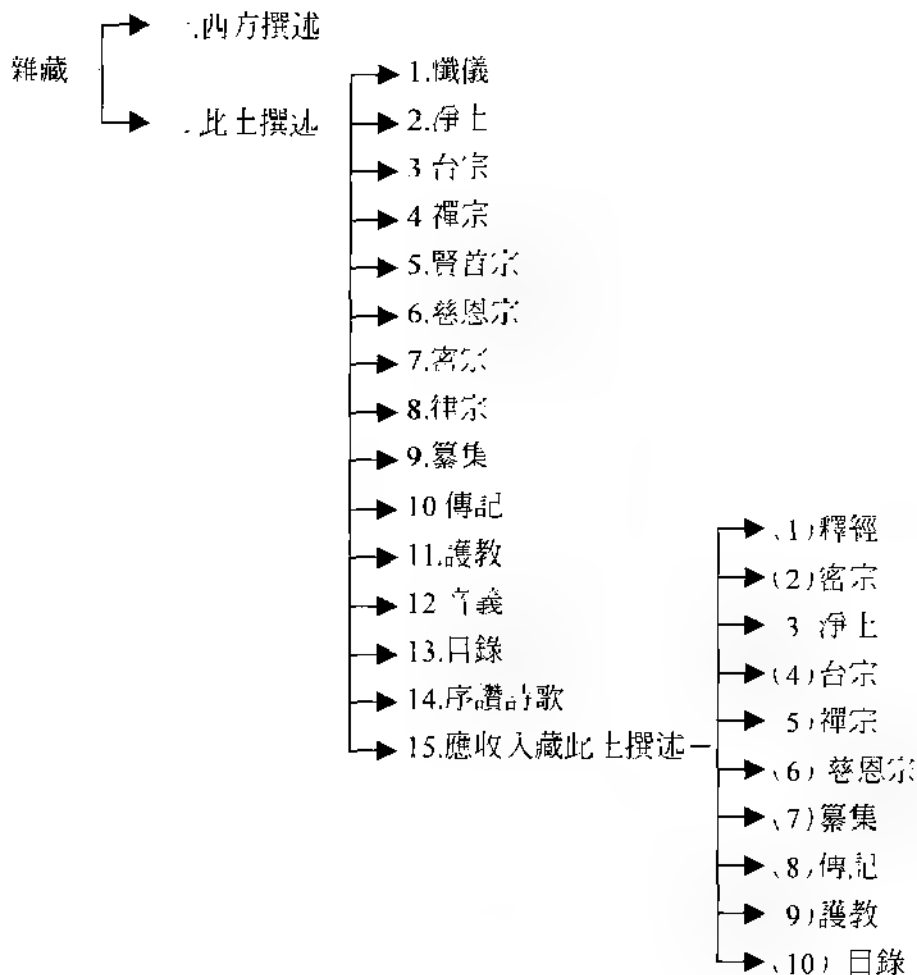 雜藏
一.西方撰述
二.此土撰述
1.懺儀
2.淨土
3.台宗
4.禪宗
5.賢首宗
6.慈恩宗
7.密宗
8.律宗
9.纂集
10.傳記
11.護教
12.音義
13.目錄
14.序讚詩歌
15.應收入藏此土撰述
(1)釋經
(2)密宗
(3)淨土
(4)台宗
(5)禪宗
(6)慈恩宗
(7)纂集
(8)傳記
(9)護教
(10)目錄